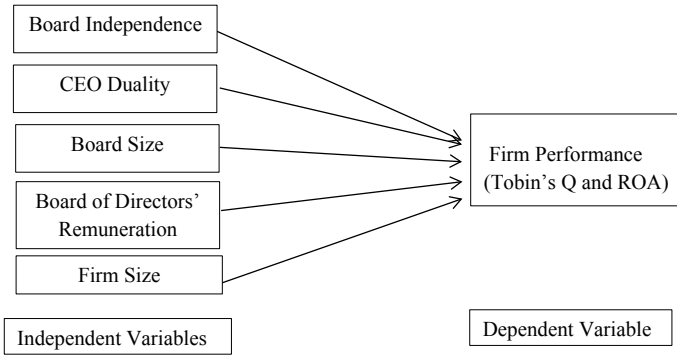 Board Independence
CEO Duality
Board Size
Board of Directors’
Remuneration
Firm Size
Firm Performance
(Tobin’s Q and ROA)
Independent Variables
Dependent Variable